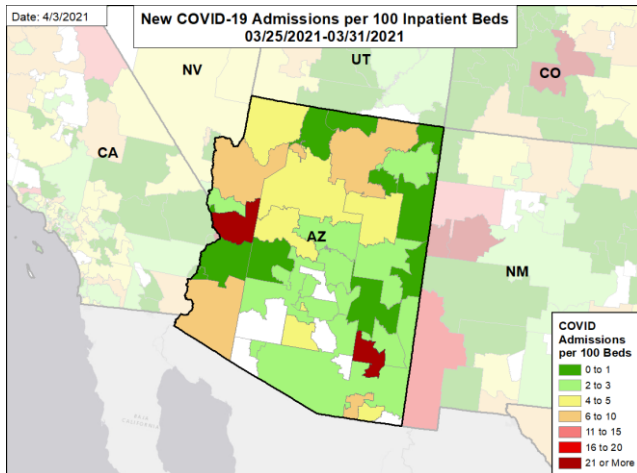 Date: 4/3/2021
New COVID-19 Admissions per 100 Inpatient Beds
03/25/2021-03/31/2021
NV
UT
CO
CA
AZ
NM
BAJA
CALIFORNIA
COVID
Admissions
per 100 Beds
0 to 1
2 to 3
4 to 5
6 to 10
11 to 15
16 to 20
21 or More